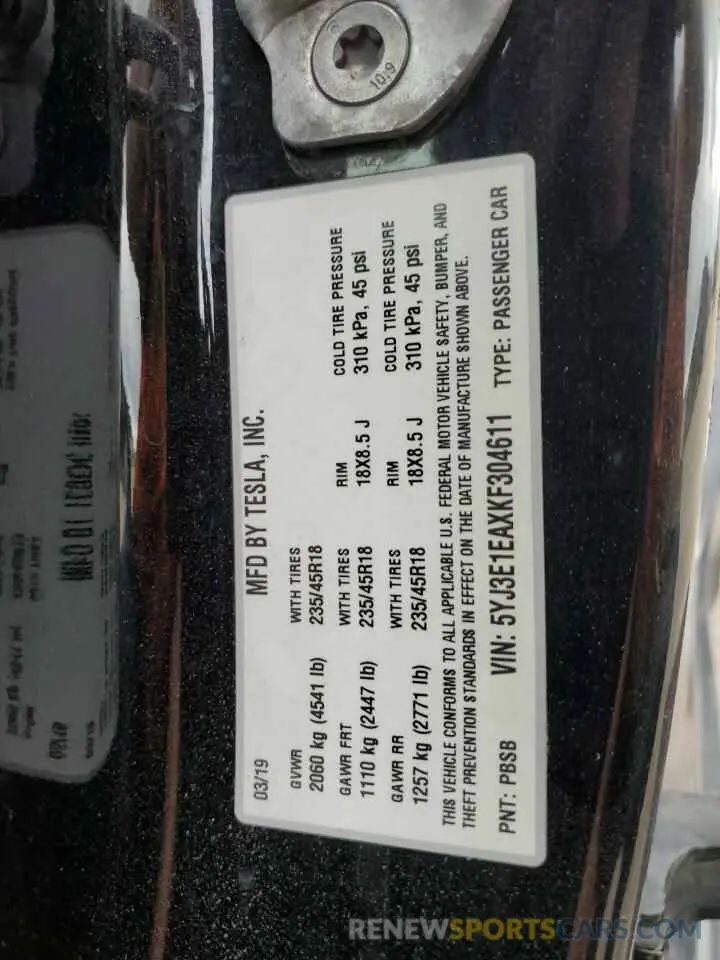 10.9
MFD BY TESLA, INC.
03/19
GVWR WITH TIRES
2060 kg (4541 lb) 235/45R18
GAWR FRT WITH TIRES RIM COLD TIRE PRESSURE
1110 kg (2447 lb) 235/45R18 18X8.5 J 310 kPa, 45 psi
GAWR RR WITH TIRES RIM COLD TIRE PRESSURE
1257 kg (2771 lb) 235/45R18 18X8.5 J 310 kPa, 45 psi
THIS VEHICLE CONFORMS TO ALL APPLICABLE U.S. FEDERAL MOTOR VEHICLE SAFETY, BUMPER, AND
THEFT PREVENTION STANDARDS IN EFFECT ON THE DATE OF MANUFACTURE SHOWN ABOVE.
PNT: PBSB VIN: 5YJ3E1EAXKF304611 TYPE: PASSENGER CAR
RENEWSPORTSCARS.COM